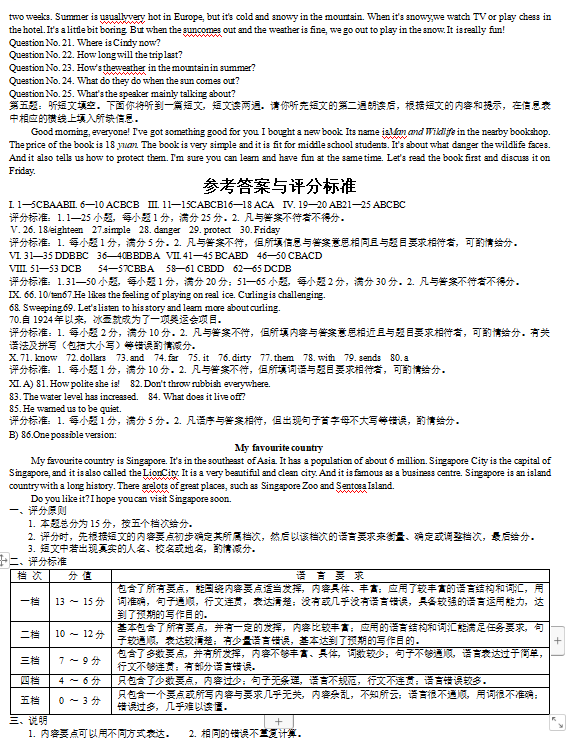 two weeks. Summer is usuallyvery hot in Europe, but it's cold and snowy in the mountain. When it's snowy,we watch TV or play chess in
the hotel. It's a little bit boring. But when the suncomes out and the weather is fine, we go out to play in the snow. It isreally fun!
Question No. 21. Where is Cindy now?
Question No. 22. How long will the trip last?
Question No. 23. How's theweather in the mountain in summer?
Question No. 24. What do they do when the sun comes out?
Question No. 25. What's the speaker mainly talking about?
第五题：听短文填空。下面你将听到一篇短文，短文读两遍。请你听完短文的第二遍朗读后，根据短文的内容和提示，在信息表
中相应的横线上填入所缺信息。
Good morning, everyone! I've got something good for you. I bought a new book. Its name isMan and Wildlife in the nearby bookshop.
The price of the book is 18 yuan. The book is very simple and it is fit for middle school students. It's about what danger the wildlife faces.
And it also tells us how to protect them. I'm sure you can learn and have fun at the same time. Let's read the book first and discuss it on
Friday.
参考答案与评分标准
I. 1—5CBAABII. 6—10 ACBCB III. 11—15CABCB16—18 ACA IV. 19—20 AB21—25 ABCBC
评分标准：1.1—25 小题，每小题1分，满分25分。2. 凡与答案不符者不得分。
V. 26. 18/eighteen 27.simple 28. danger 29. protect 30. Friday
评分标准：1. 每小题1分，满分5分。2. 凡与答案不符，但所填信息与答案意思相同且与题目要求相符者，可酌情给分。
VI. 31—35 DDBBC 36—40BBDBA VII. 41—45 BCABD 46—50 CBACD
VIII. 51—53 DCB 54—57CBBA 58—61 CBDD 62—65 DCDB
评分标准：1.31—50小题，每小题1分，满分20分；51—65小题，每小题2分，满分30分。2. 凡与答案不符者不得分。
IX. 66. 10/ten67.He likes the feeling of playing on real ice. Curling is challenging.
68. Sweeping.69. Let's listen to his story and learn more about curling.
70.自1924年以来，冰壶就成为了一项奥运会项目。
评分标准：1. 每小题2分，满分10分。2. 凡与答案不符，但所填内容与答案意思相近且与题目要求相符者，可酌情给分。有关
语法及拼写（包括大小写）等错误酌情减分。
X. 71. know 72. dollars 73. and 74. far 75. it 76. dirty 77. them 78. with 79. sends 80. a
评分标准：1. 每小题1分，满分10分。2. 凡与答案不符，但所填词语与题目要求相符者，可酌情给分。
XI. A) 81. How polite she is! 82. Don't throw rubbish everywhere.
83. The water level has increased. 84. What does it live off?
85. He warned us to be quiet.
评分标准：1. 每小题1分，满分5分。2. 凡语序与答案相符，但出现句子首字母不大写等错误，酌情给分。
B) 86.One possible version:
My favourite country
My favourite country is Singapore. It's in the southeast of Asia. It has a population of about 6 million. Singapore City is the capital of
Singapore, and it isalso called the LionCity. It is a very beautiful and clean city. And it is famous as a business centre. Singapore is an island
country with a long history. There arelots of great places, such as Singapore Zoo and Sentosa Island.
Do you like it? I hope you can visit Singapore soon.
一、评分原则
1. 本题总分为15分，按五个档次给分。
2. 评分时，先根据短文的内容要点初步确定其所属档次，然后以该档次的语言要求来衡量、确定或调整档次，最后给分。
3. 短文中若出现真实的人名、校名或地名，酌情减分。
二、评分标准
档 次 分 值 语 言 要 求
一档 13 ～ 15 分 包含了所有要点，能围绕内容要点适当发挥，内容具体、丰富；应用了较丰富的语言结构和词汇，用
词准确，句子通顺，行文连贯，表达清楚，没有或几乎没有语言错误，具备较强的语言运用能力，达
到了预期的写作目的。
二档 10 ～ 12 分 基本包含了所有要点，并有一定的发挥，内容比较丰富；应用的语言结构和词汇能满足任务要求，句
子较通顺，表达较清楚；有少量语言错误，基本达到了预期的写作目的。
三档 7 ～ 9 分 包含了多数要点，并有所发挥，内容不够丰富、具体，词数较少；句子不够通顺，语言表达过于简单，
行文不够连贯；有部分语言错误。
四档 4 ～ 6 分 只包含了少数要点，内容过少；句子无条理，语言不规范，行文不连贯；语言错误较多。
五档 0 ～ 3 分 只包含一个要点或所写内容与要求几乎无关，内容杂乱，不知所云；语言很不通顺，用词很不准确；
错误过多，几乎难以读懂。
三、说明
1. 内容要点可以用不同方式表达。 2. 相同的错误不重复计算。